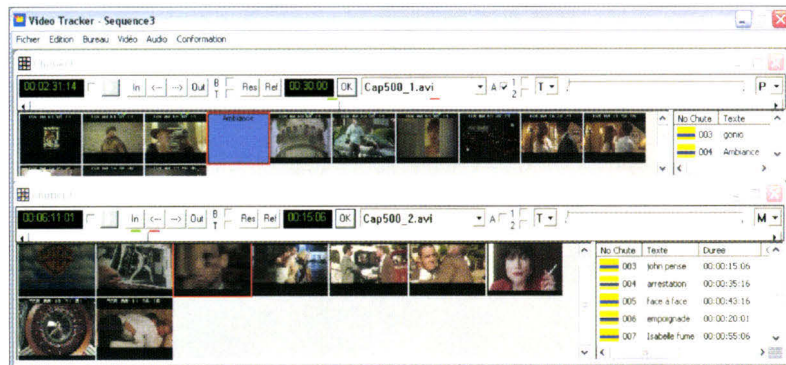 Video Tracker - Sequence3
Fichier Edition Bureau Vidéo Audio Conformation
00:02:31:14 In <-- --> Out B T Res Ref 00:30:00 OK Cap500_1.avi A 1 2 T P
Ambiance
No Chute Texte
003 gonio
004 Ambiance
00:06:11:01 In <-- --> Out B T Res Ref 00:15:06 OK Cap500_2.avi A 1 2 T M
No Chute Texte Duree
003 john pense 00:00:15:06
004 arrestation 00:00:35:16
005 face à face 00:00:43:16
006 empoignade 00:00:20:01
007 Isabelle fume 00:00:55:06